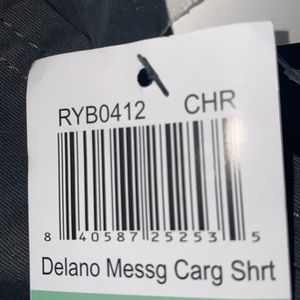 RYB0412 CHR
8 40587 25253 5
Delano Messg Carg Shrt